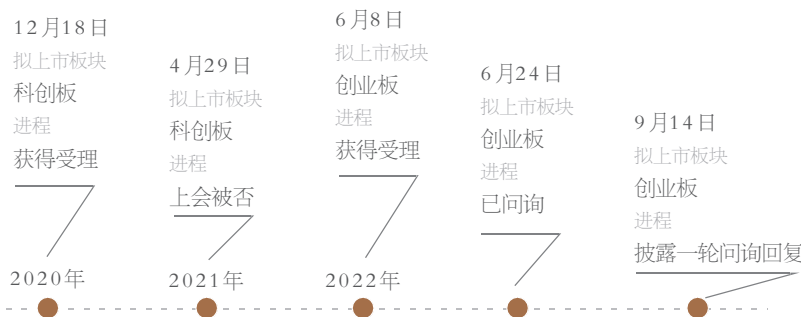 12月18日
拟上市板块
科创板
进程
获得受理
2020年
4月29日
拟上市板块
科创板
进程
上会被否
2021年
6月8日
拟上市板块
创业板
进程
获得受理
2022年
6月24日
拟上市板块
创业板
进程
已问询
9月14日
拟上市板块
创业板
进程
披露一轮问询回复